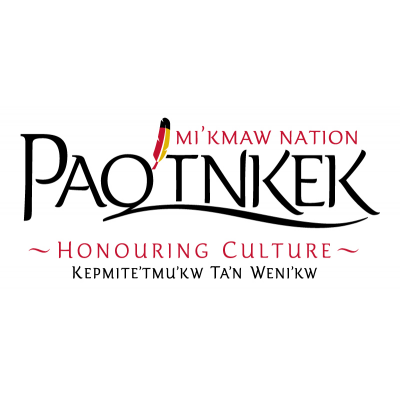 MI'KMAW NATION
PAQ'TNKEK
~ HONOURING CULTURE ~
KEPMITE'TMU'KW TA'N WENI'KW